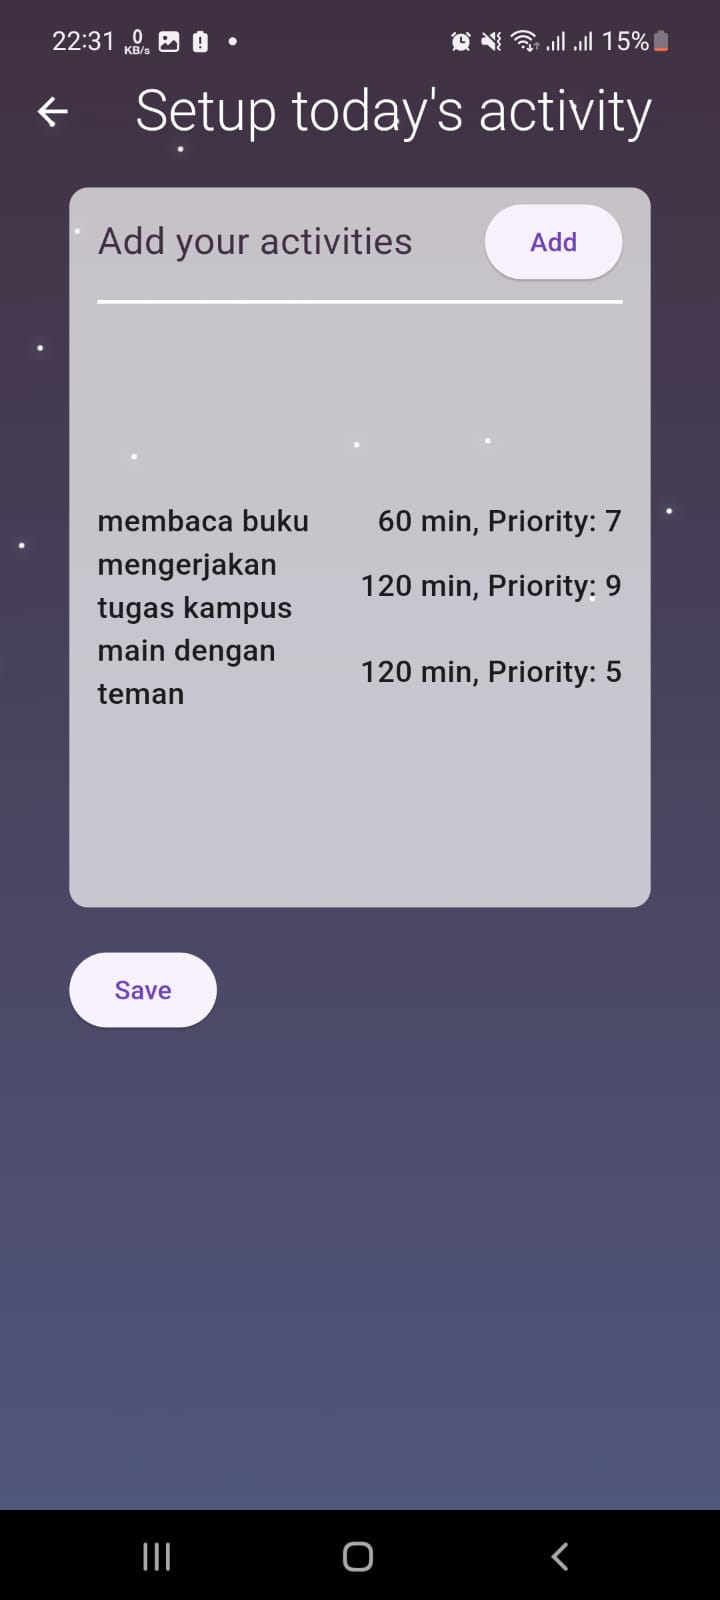 22:31 0 KB/s 15%
Setup today's activity
Add your activities Add
membaca buku 60 min, Priority: 7
mengerjakan
tugas kampus 120 min, Priority: 9
main dengan
teman 120 min, Priority: 5
Save